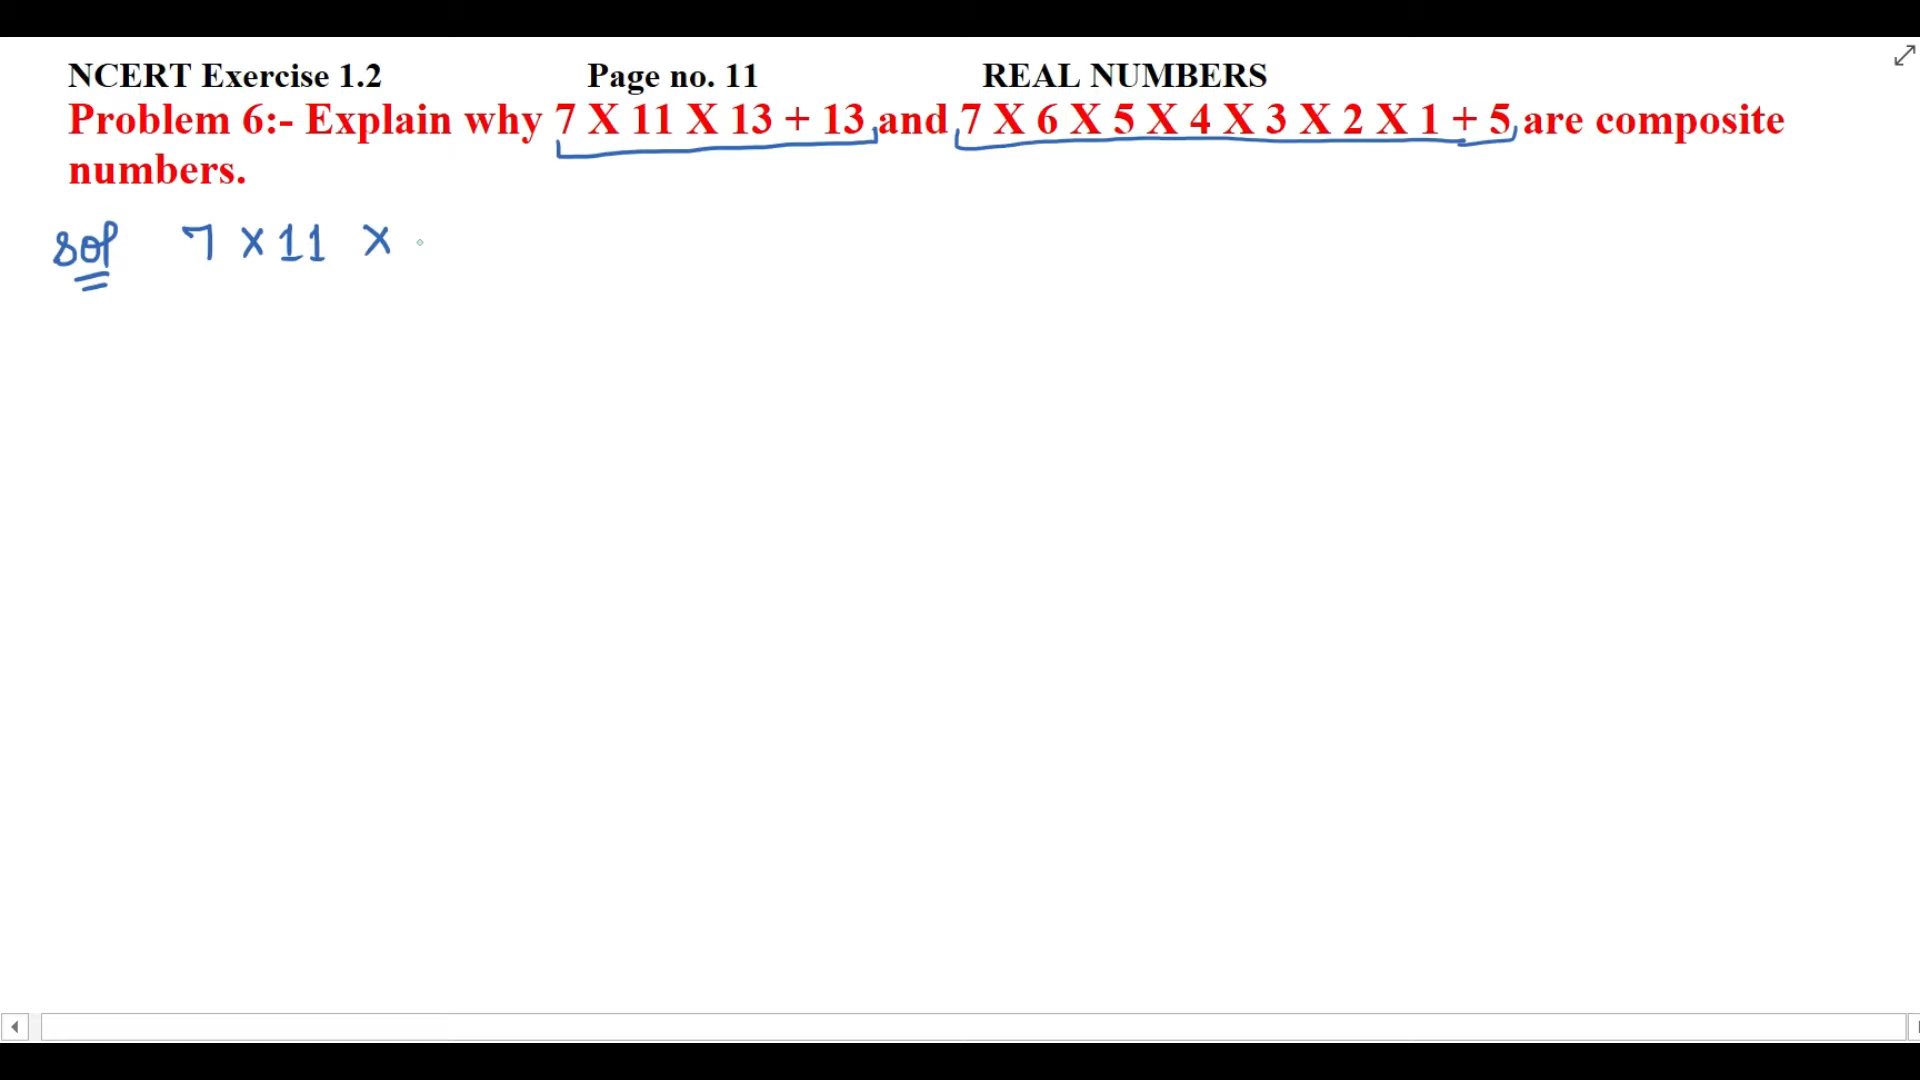 NCERT Exercise 1.2 Page no. 11 REAL NUMBERS
Problem 6:- Explain why 7 X 11 X 13 + 13 and 7 X 6 X 5 X 4 X 3 X 2 X 1 + 5 are composite
numbers.
Sol 7 X 11 X